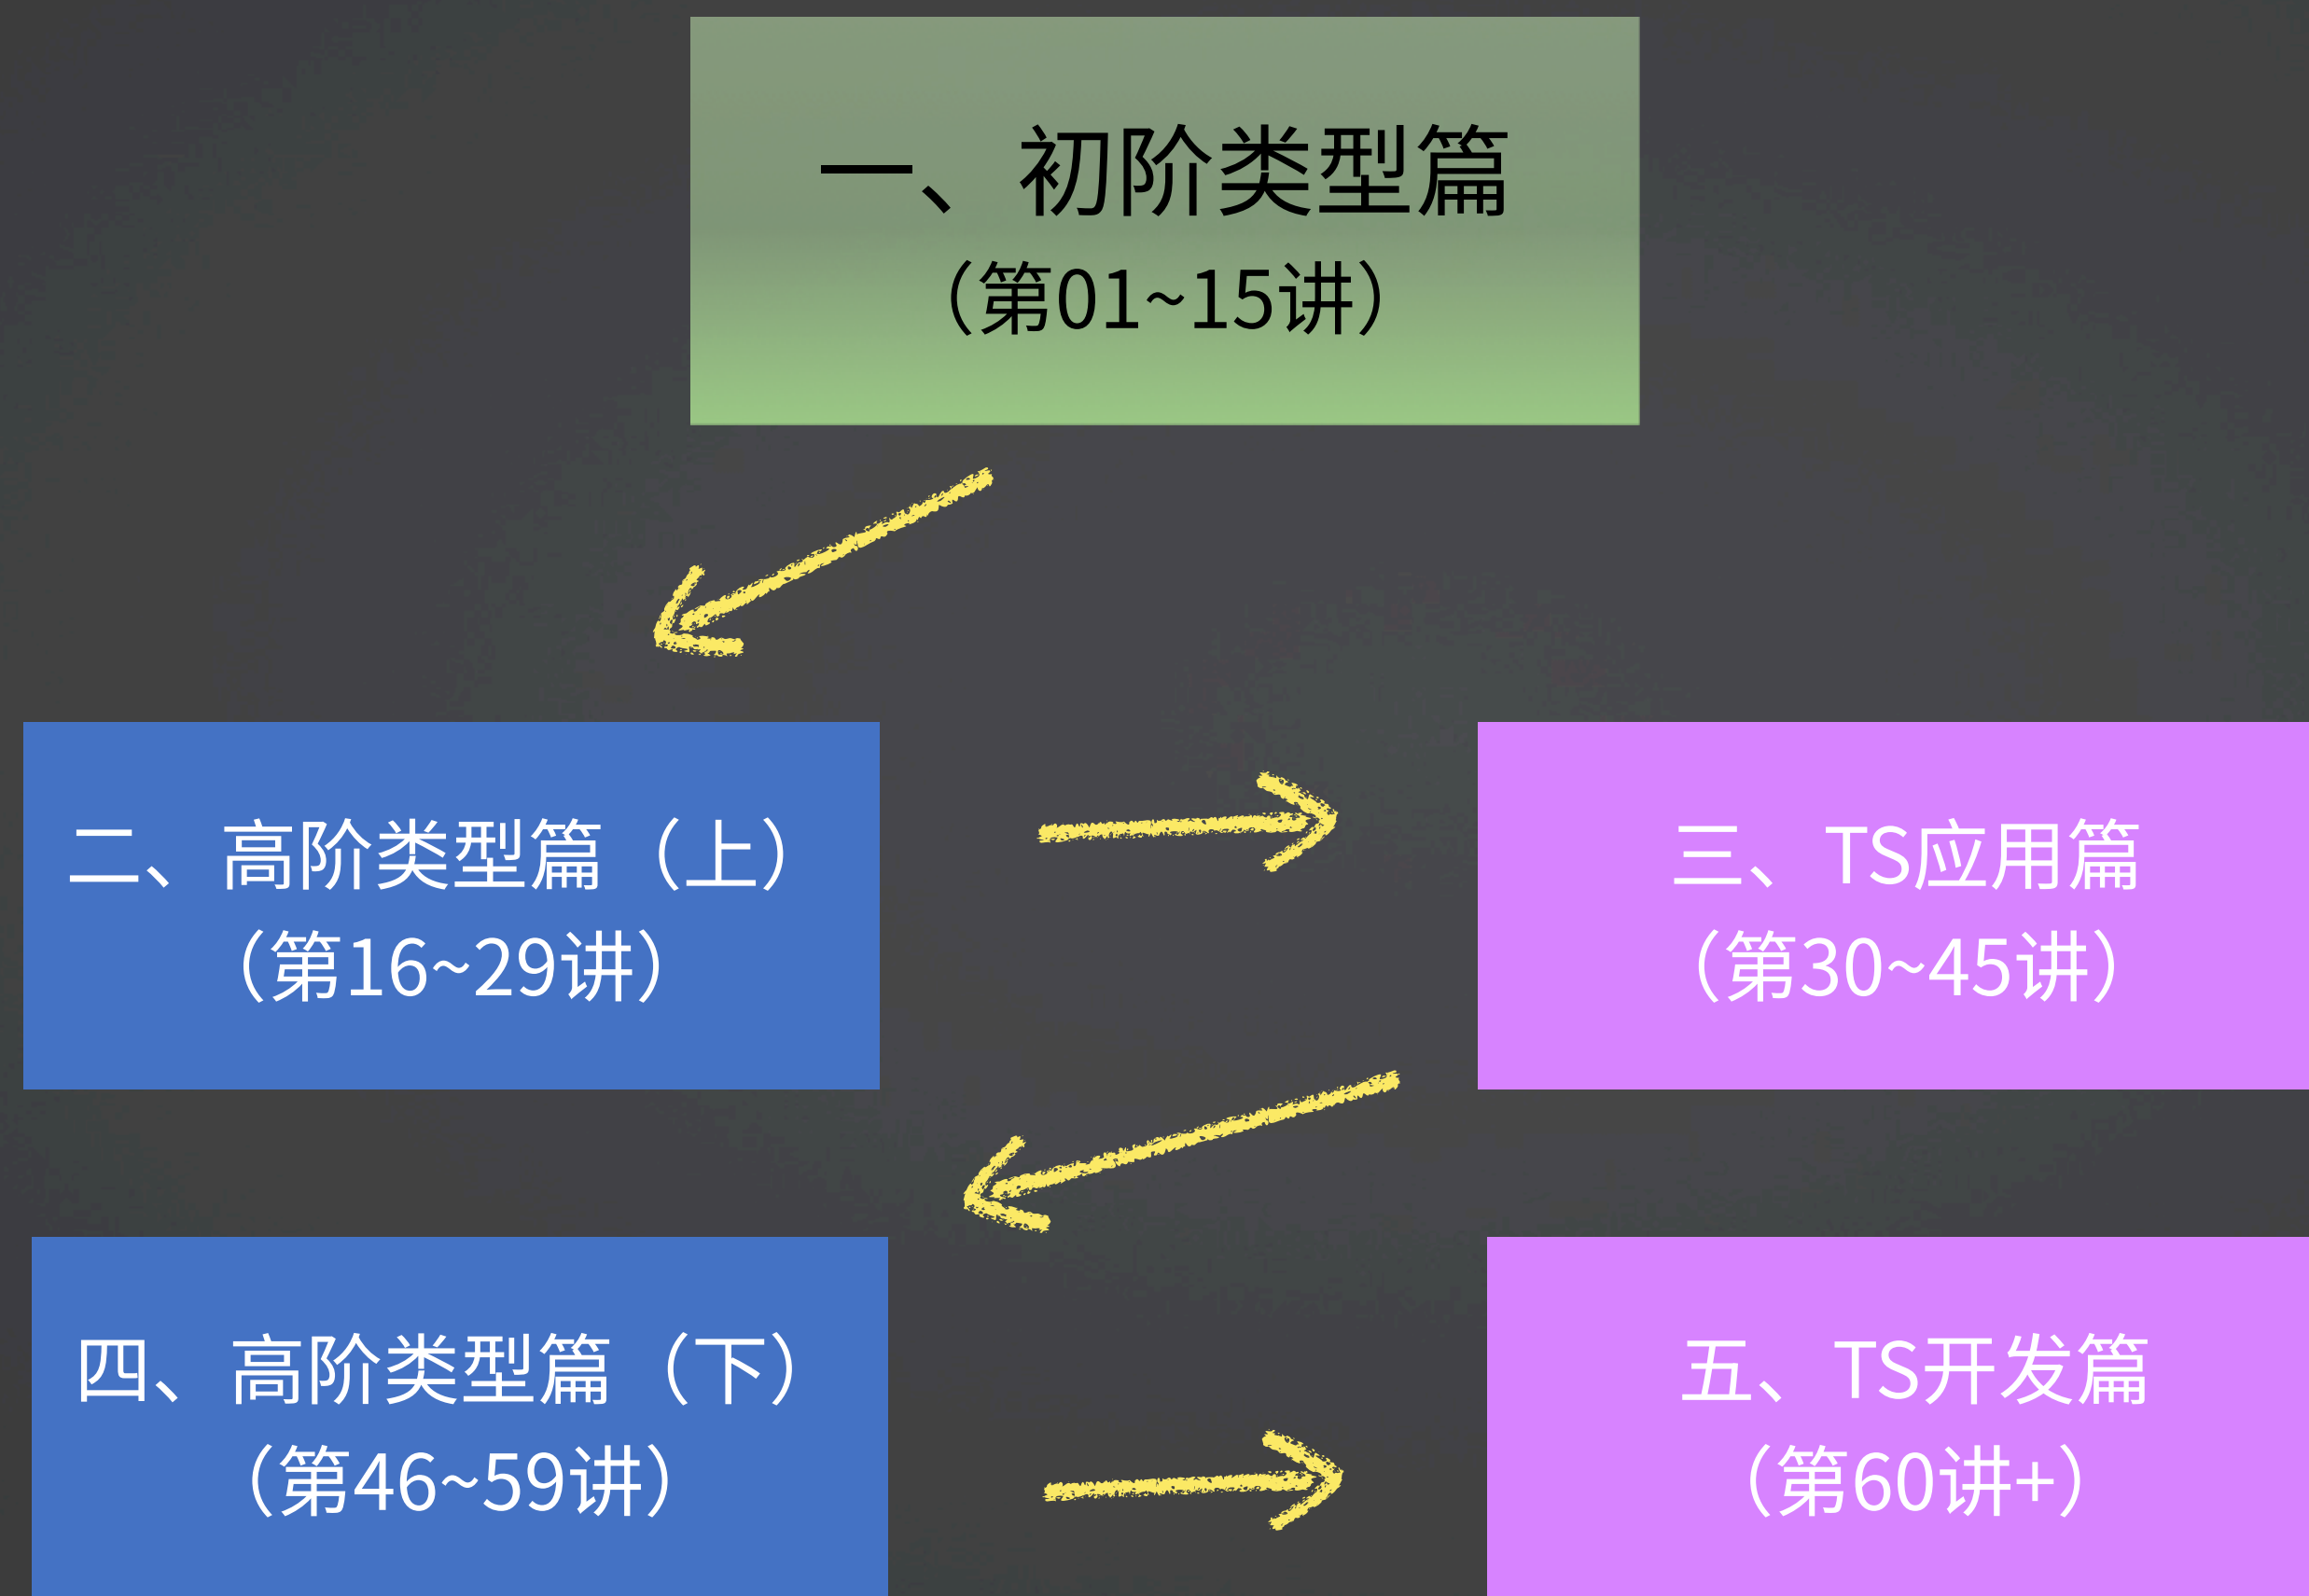 一、初阶类型篇
（第01~15讲）
二、高阶类型篇（上）
（第16~29讲）
三、TS应用篇
（第30~45讲）
四、高阶类型篇（下）
（第46~59讲）
五、TS开发篇
（第60讲+）